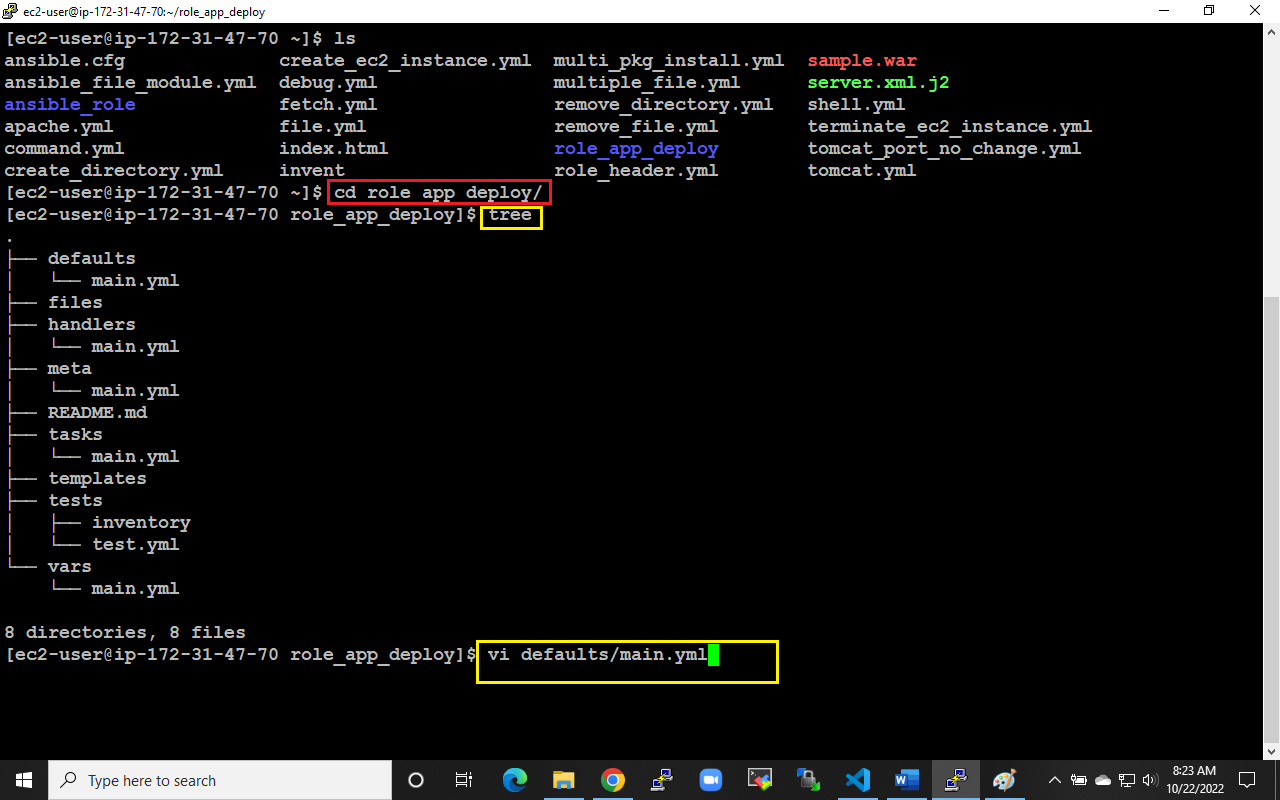 ec2-user@ip-172-31-47-70:~/role_app_deploy
[ec2-user@ip-172-31-47-70 ~]$ ls
ansible.cfg              create_ec2_instance.yml  multi_pkg_install.yml  sample.war
ansible_file_module.yml  debug.yml                multiple_file.yml      server.xml.j2
ansible_role             fetch.yml                remove_directory.yml   shell.yml
apache.yml               file.yml                 remove_file.yml        terminate_ec2_instance.yml
command.yml              index.html               role_app_deploy        tomcat_port_no_change.yml
create_directory.yml     invent                   role_header.yml        tomcat.yml
[ec2-user@ip-172-31-47-70 ~]$ cd role_app_deploy/
[ec2-user@ip-172-31-47-70 role_app_deploy]$ tree
.
├── defaults
│   └── main.yml
├── files
├── handlers
│   └── main.yml
├── meta
│   └── main.yml
├── README.md
├── tasks
│   └── main.yml
├── templates
├── tests
│   ├── inventory
│   └── test.yml
└── vars
    └── main.yml
8 directories, 8 files
[ec2-user@ip-172-31-47-70 role_app_deploy]$ vi defaults/main.yml
Type here to search
8:23 AM
10/22/2022